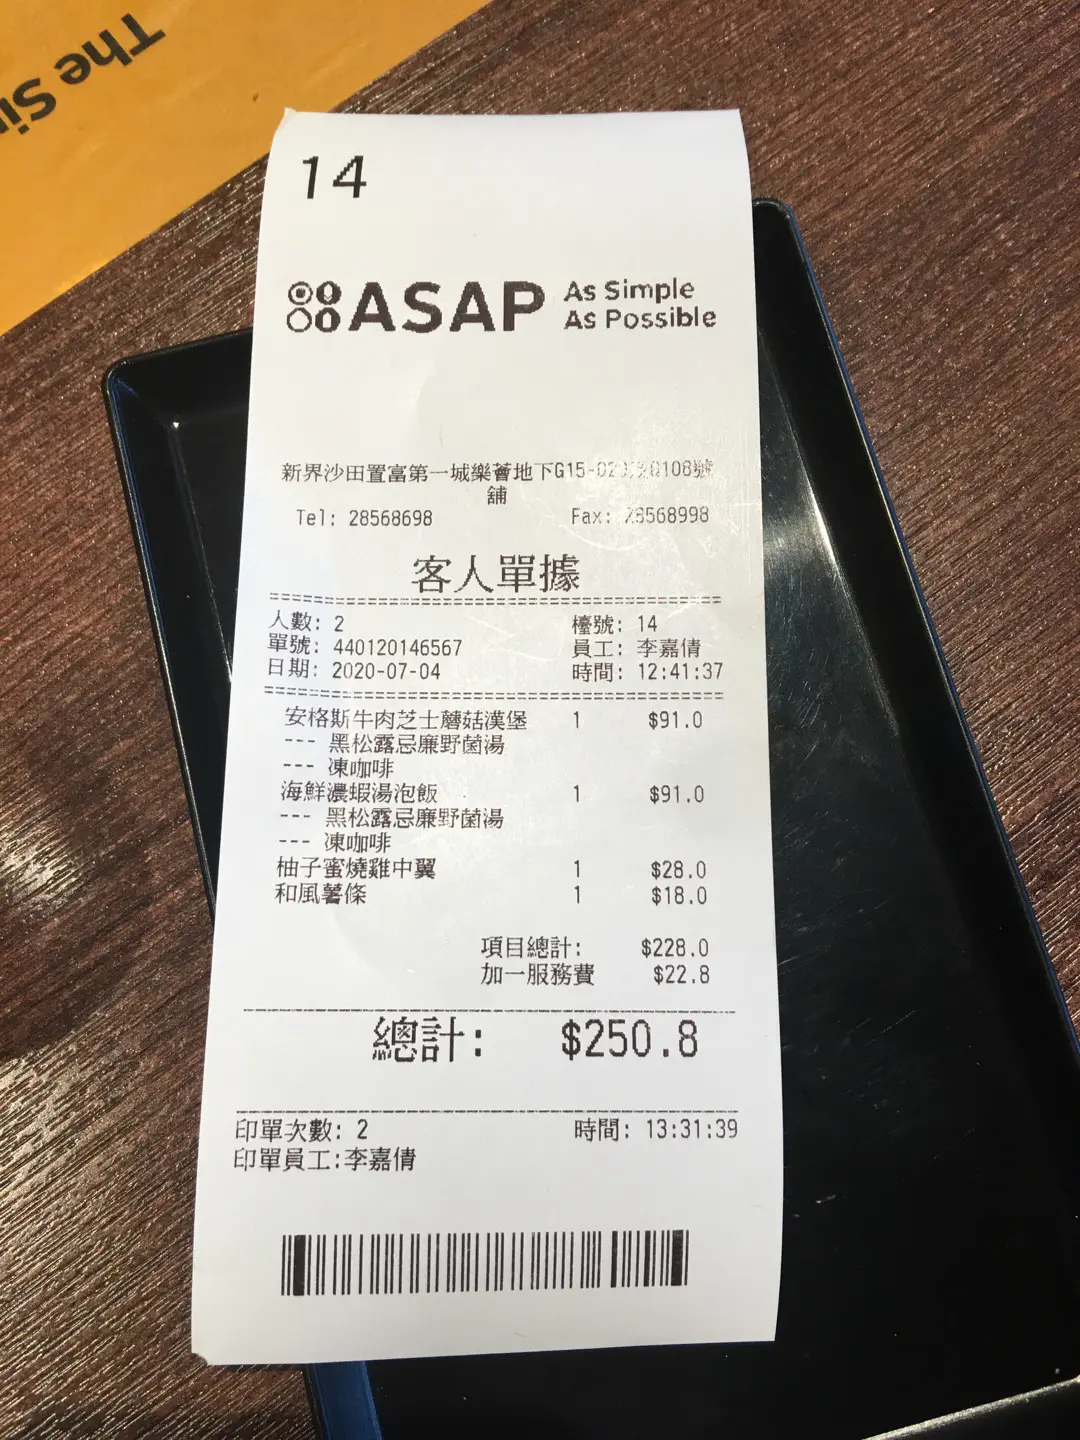 The Si
14
ASAP As Simple
As Possible
新界沙田置富第一城樂薈地下G15-02 G108號
舖
Tel: 28568698 Fax: 28568998
客人單據
人數: 2 檯號: 14
單號: 440120146567 員工: 李嘉倩
日期: 2020-07-04 時間: 12:41:37
安格斯牛肉芝士蘑菇漢堡 1 $91.0
--- 黑松露忌廉野菌湯
--- 凍咖啡
海鮮濃蝦湯泡飯 1 $91.0
--- 黑松露忌廉野菌湯
--- 凍咖啡
柚子蜜燒雞中翼 1 $28.0
和風薯條 1 $18.0
項目總計: $228.0
加一服務費 $22.8
總計: $250.8
印單次數: 2 時間: 13:31:39
印單員工:李嘉倩